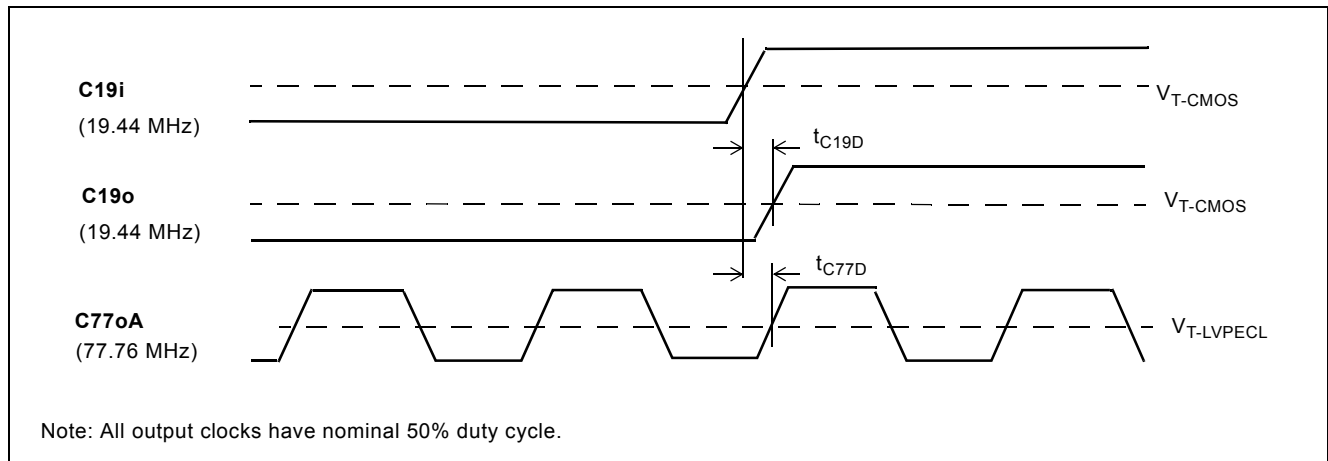 C19i
(19.44 MHz)
VT-CMOS
tC19D
C19o
(19.44 MHz)
VT-CMOS
tC77D
C77oA
(77.76 MHz)
VT-LVPECL
Note: All output clocks have nominal 50% duty cycle.